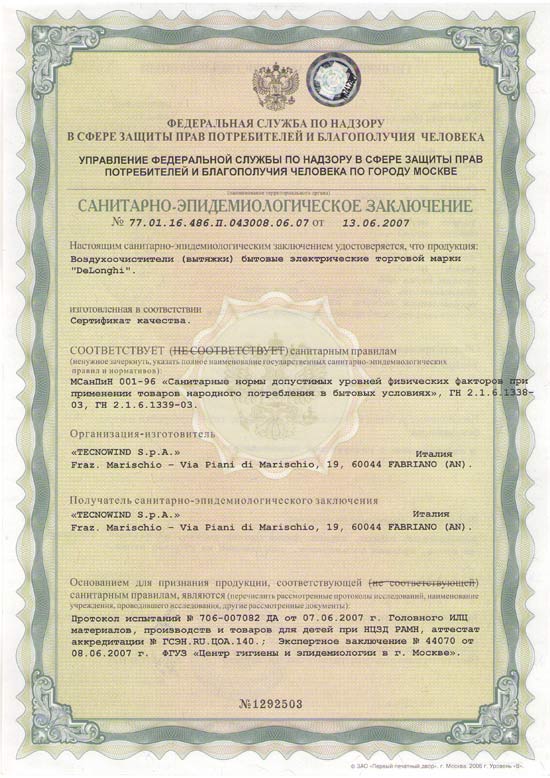 ФЕДЕРАЛЬНАЯ СЛУЖБА ПО НАДЗОРУ
В СФЕРЕ ЗАЩИТЫ ПРАВ ПОТРЕБИТЕЛЕЙ И БЛАГОПОЛУЧИЯ ЧЕЛОВЕКА
УПРАВЛЕНИЕ ФЕДЕРАЛЬНОЙ СЛУЖБЫ ПО НАДЗОРУ В СФЕРЕ ЗАЩИТЫ ПРАВ
ПОТРЕБИТЕЛЕЙ И БЛАГОПОЛУЧИЯ ЧЕЛОВЕКА ПО ГОРОДУ МОСКВЕ
(наименование территориального органа)
САНИТАРНО-ЭПИДЕМИОЛОГИЧЕСКОЕ ЗАКЛЮЧЕНИЕ
№ 77.01.16.486.П.043008.06.07 от 13.06.2007
Настоящим санитарно-эпидемиологическим заключением удостоверяется, что продукция:
Воздухоочистители (вытяжки) бытовые электрические торговой марки
"DeLonghi".
изготовленная в соответствии
Сертификат качества.
СООТВЕТСТВУЕТ (НЕ СООТВЕТСТВУЕТ) санитарным правилам
(ненужное зачеркнуть, указать полное наименование государственных санитарно-эпидемиологических
правил и нормативов):
МСанПиН 001-96 «Санитарные нормы допустимых уровней физических факторов при
применении товаров народного потребления в бытовых условиях», ГН 2.1.6.1338-
03, ГН 2.1.6.1339-03.
Организация-изготовитель
«TECNOWIND S.p.A.» Италия
Fraz. Marischio – Via Piani di Marischio, 19, 60044 FABRIANO (AN).
Получатель санитарно-эпидемиологического заключения
«TECNOWIND S.p.A.» Италия
Fraz. Marischio – Via Piani di Marischio, 19, 60044 FABRIANO (AN).
Основанием для признания продукции, соответствующей (не соответствующей)
санитарным правилам, являются (перечислить рассмотренные протоколы исследований, наименование
учреждения, проводившего исследования, другие рассмотренные документы):
Протокол испытаний № 706-007082 ДА от 07.06.2007 г. Головного ИЛЦ
материалов, производств и товаров для детей при НЦЗД РАМН, аттестат
аккредитации № ГСЭН.RU.ЦОА.140.; Экспертное заключение № 44070 от
08.06.2007 г. ФГУЗ «Центр гигиены и эпидемиологии в г. Москве».
№1292503
© ЗАО «Первый печатный двор», г. Москва, 2006 г. Уровень «В».